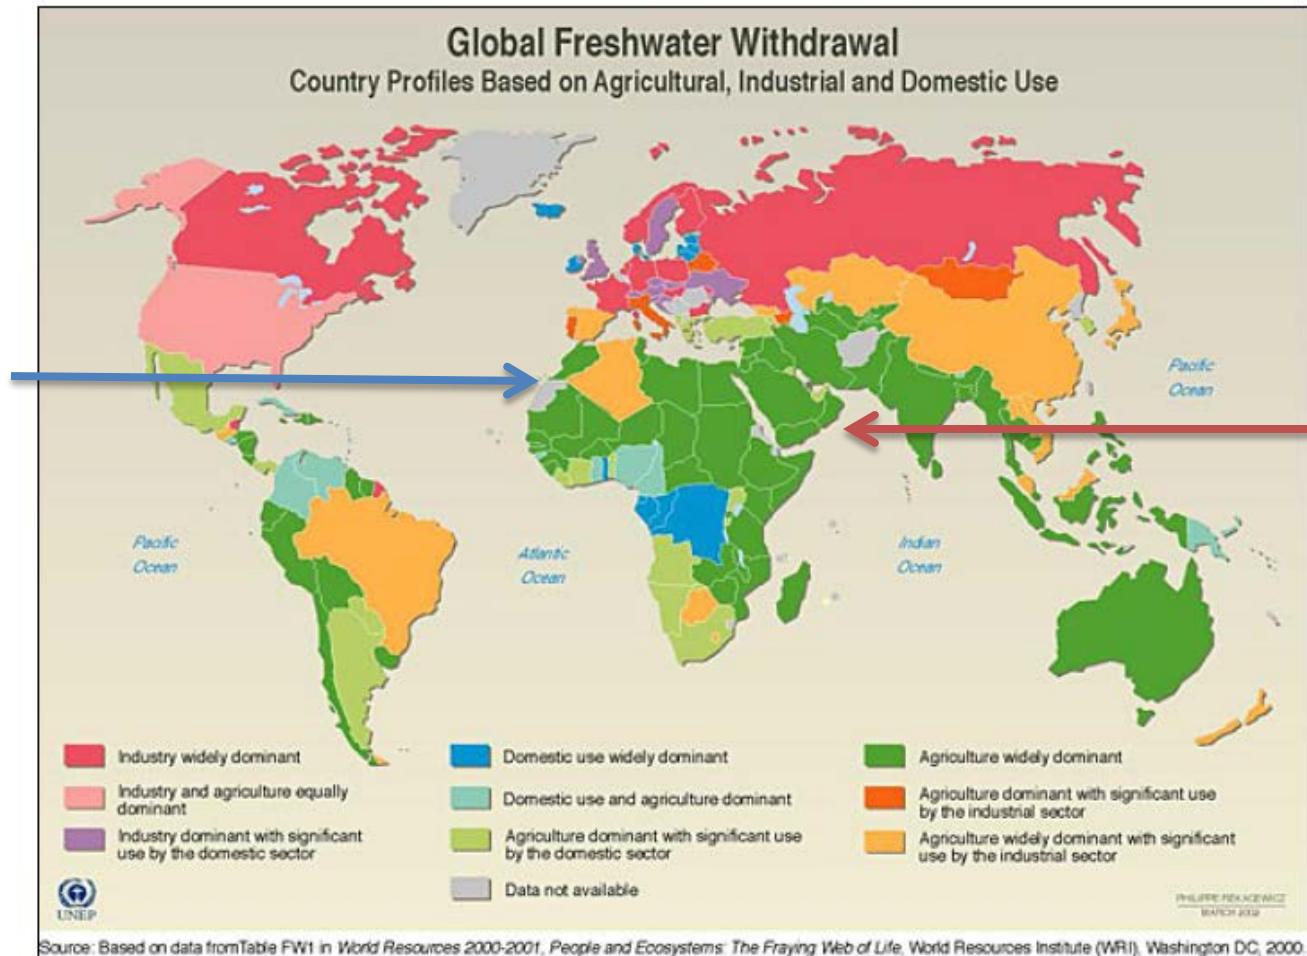 Global Freshwater Withdrawal
Country Profiles Based on Agricultural, Industrial and Domestic Use
Pacific
Ocean
Pacific
Ocean
Atlantic
Ocean
Indian
Ocean
Industry widely dominant
Industry and agriculture equally
dominant
Industry dominant with significant
use by the domestic sector
Domestic use widely dominant
Domestic use and agriculture dominant
Agriculture dominant with significant use
by the domestic sector
Data not available
Agriculture widely dominant
Agriculture dominant with significant use
by the industrial sector
Agriculture widely dominant with significant
use by the industrial sector
UNEP
PHILIPPE REKACEWICZ
MARCH 2002
Source: Based on data fromTable FW1 in World Resources 2000-2001, People and Ecosystems: The Fraying Web of Life, World Resources Institute (WRI), Washington DC, 2000.